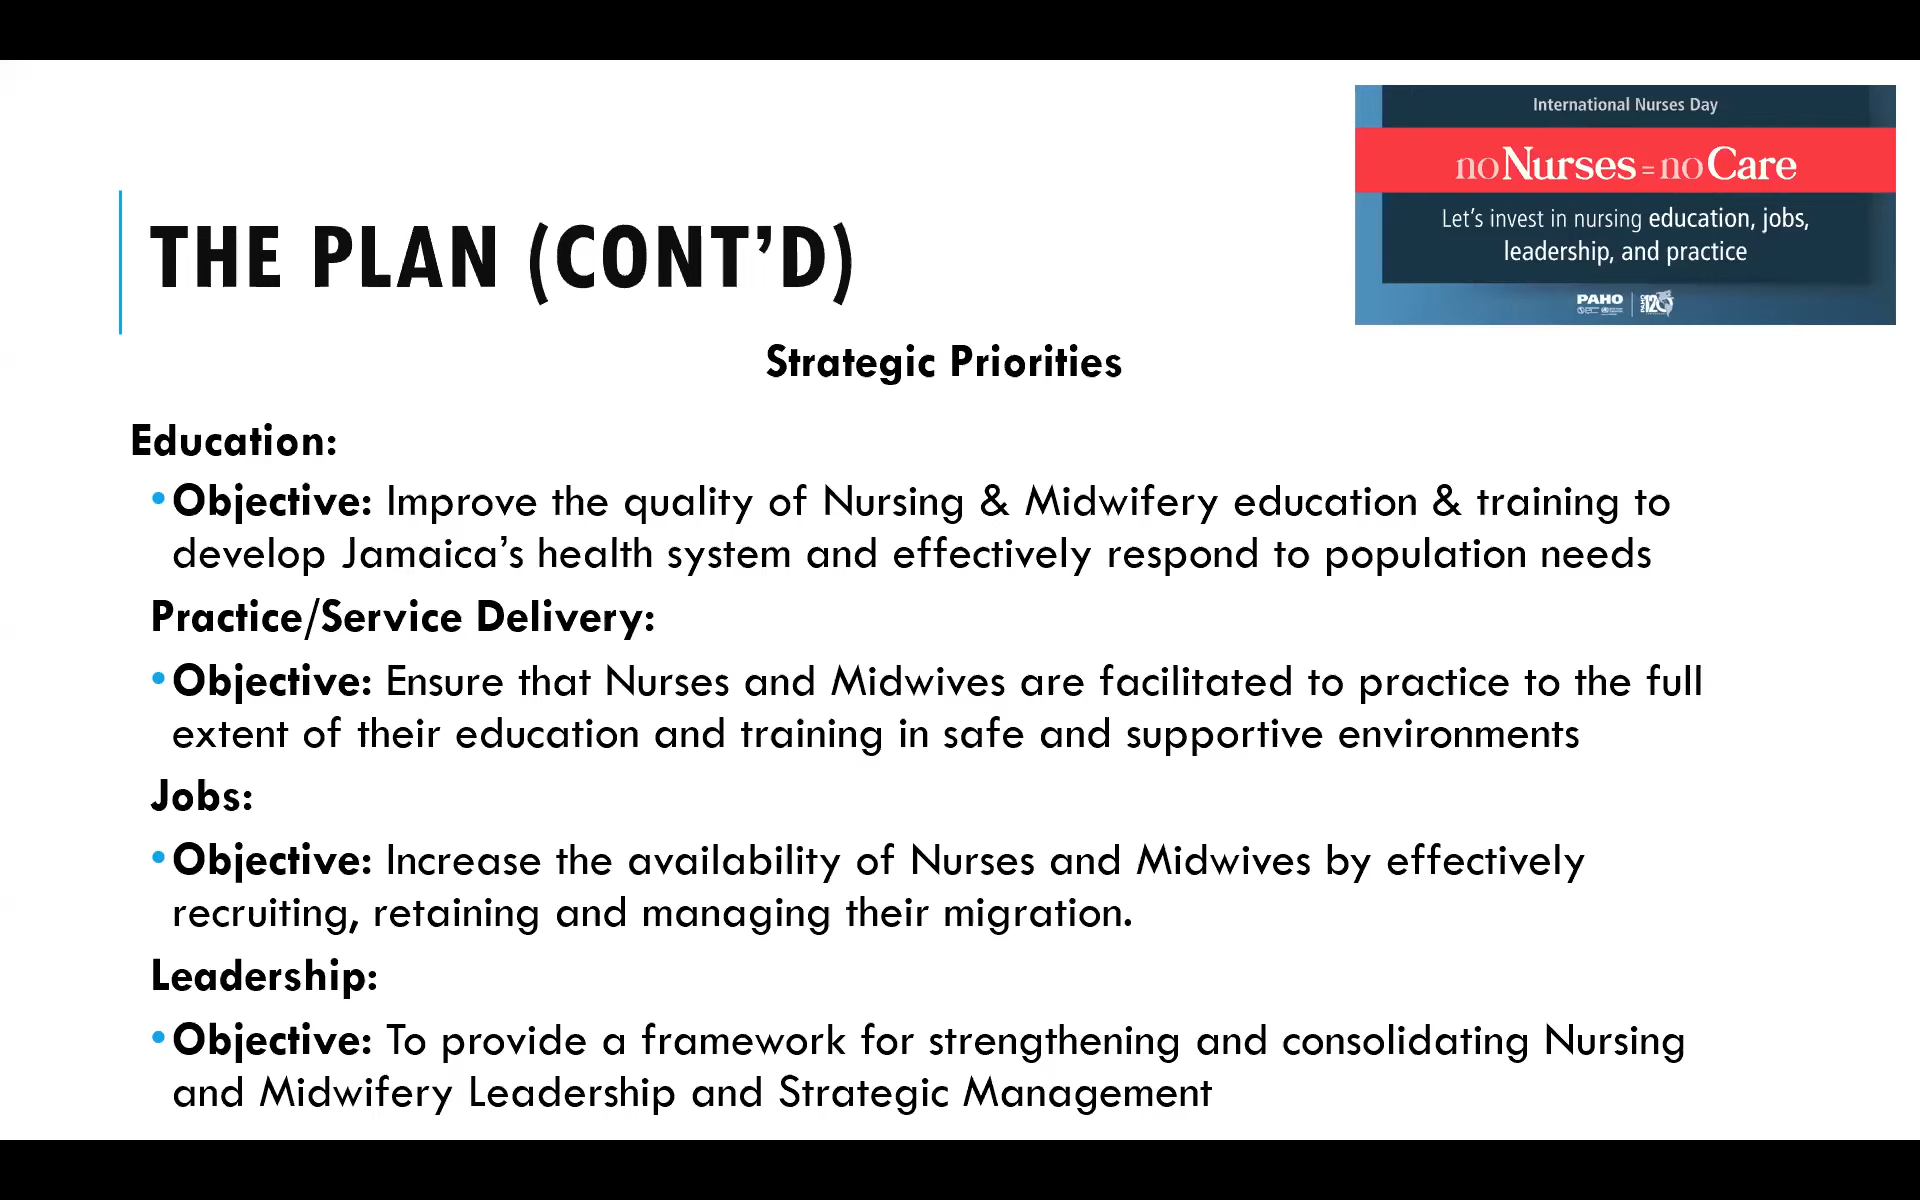 International Nurses Day
noNurses=noCare
Let's invest in nursing education, jobs,
leadership, and practice
PAHO
THE PLAN (CONT'D)
Strategic Priorities
Education:
•Objective: Improve the quality of Nursing & Midwifery education & training to
develop Jamaica's health system and effectively respond to population needs
Practice/Service Delivery:
•Objective: Ensure that Nurses and Midwives are facilitated to practice to the full
extent of their education and training in safe and supportive environments
Jobs:
•Objective: Increase the availability of Nurses and Midwives by effectively
recruiting, retaining and managing their migration.
Leadership:
•Objective: To provide a framework for strengthening and consolidating Nursing
and Midwifery Leadership and Strategic Management